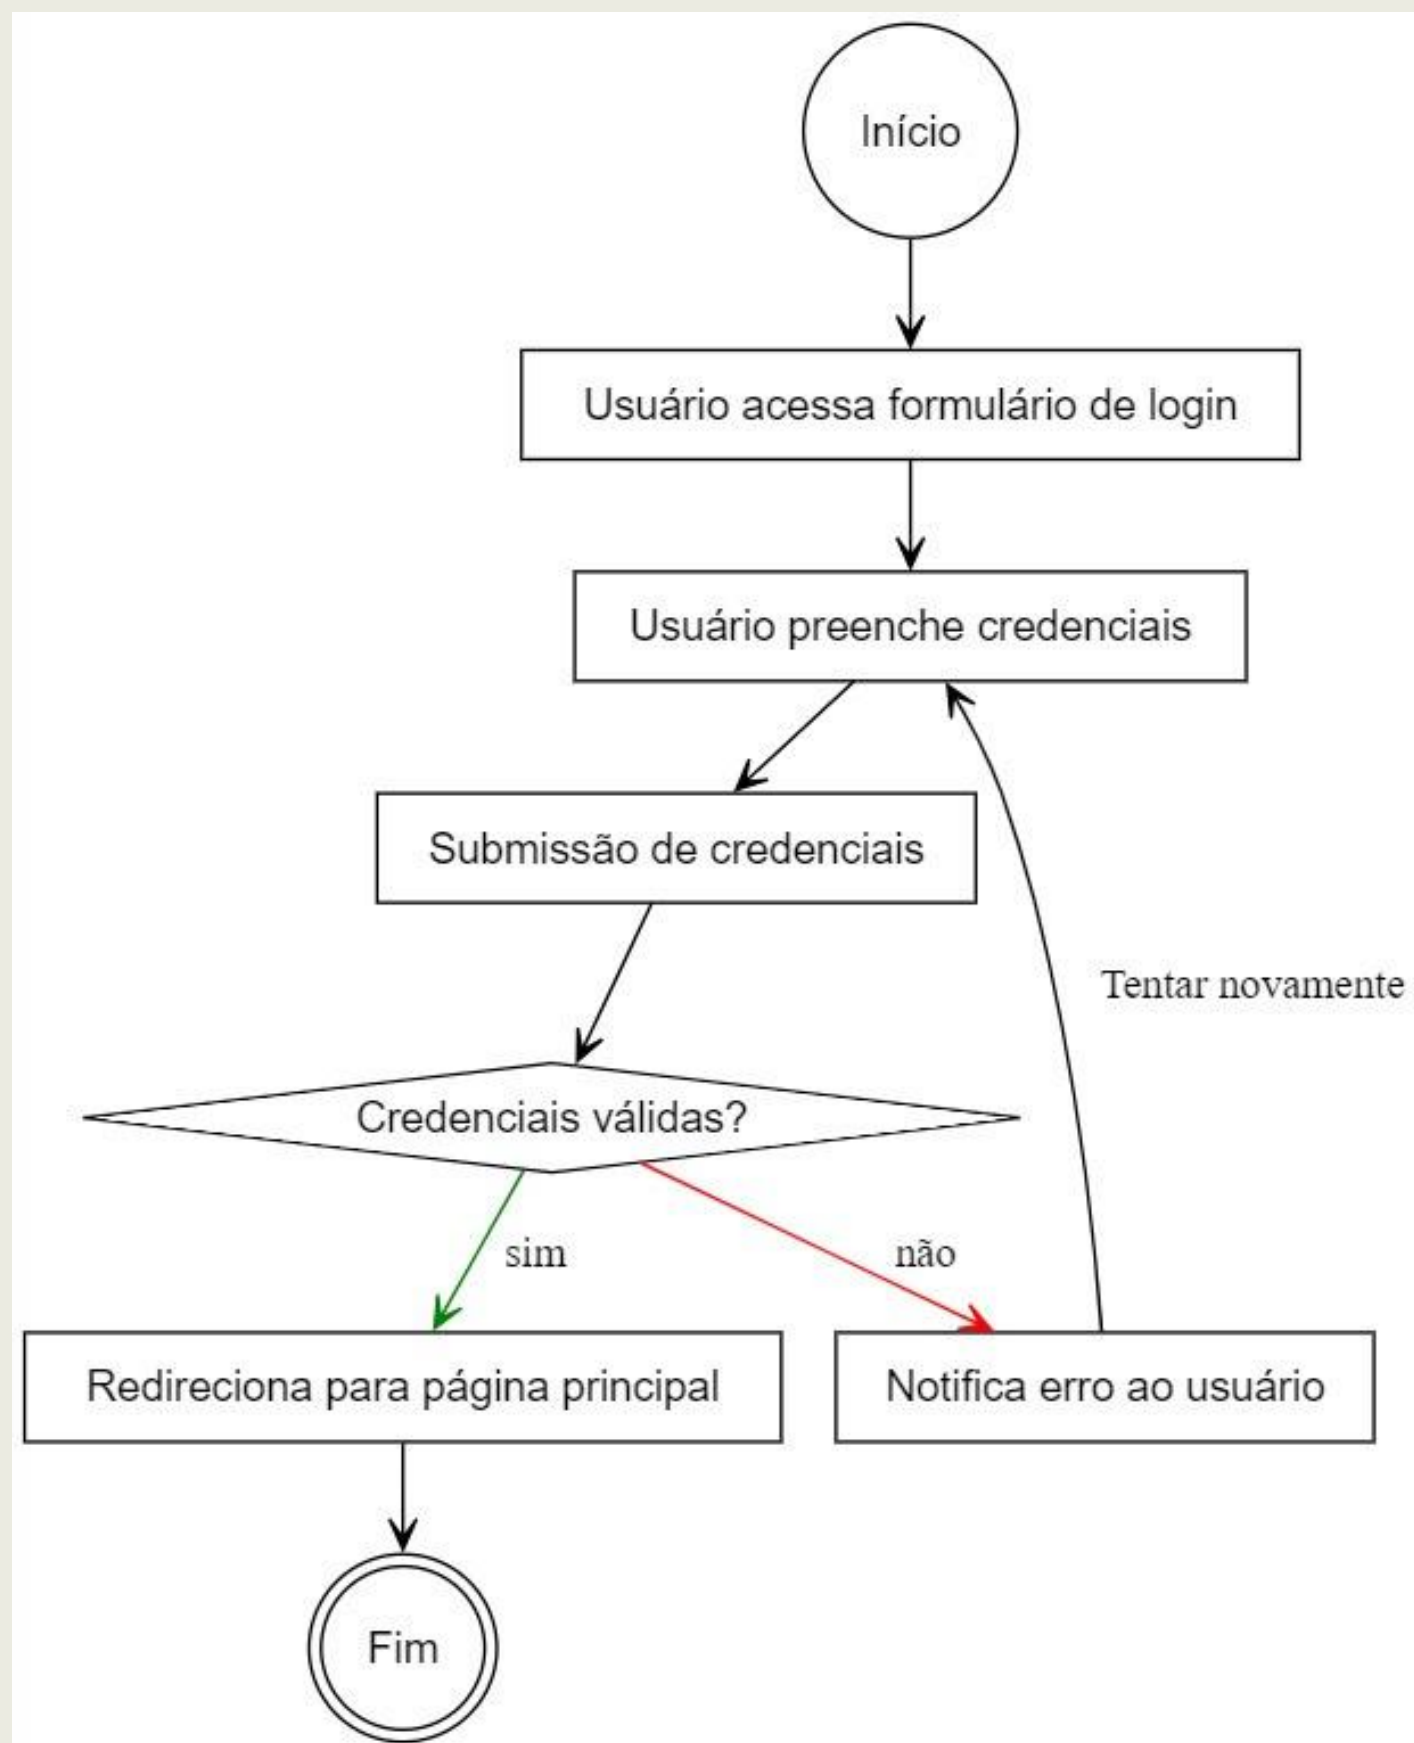 Início
Usuário acessa formulário de login
Usuário preenche credenciais
Submissão de credenciais
Tentar novamente
Credenciais válidas?
sim
não
Redireciona para página principal
Notifica erro ao usuário
Fim